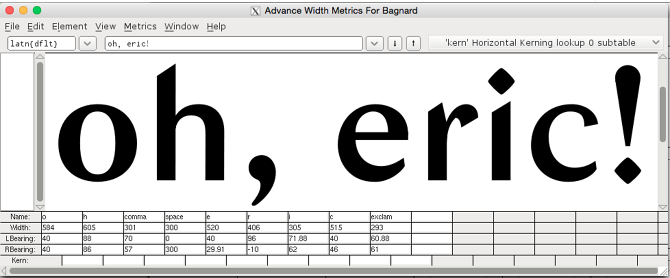 Advance Width Metrics For Bagnard
File Edit Element View Metrics Window Help
latn{dflt} oh, eric! 'kern' Horizontal Kerning lookup 0 subtable
oh, eric!
Name: o h comma space e r i c exclam
Width: 584 605 301 300 520 406 305 515 293
LBearing: 40 88 70 0 40 96 71.88 40 60.88
RBearing: 40 86 57 300 29.91 -10 62 46 61
Kern: